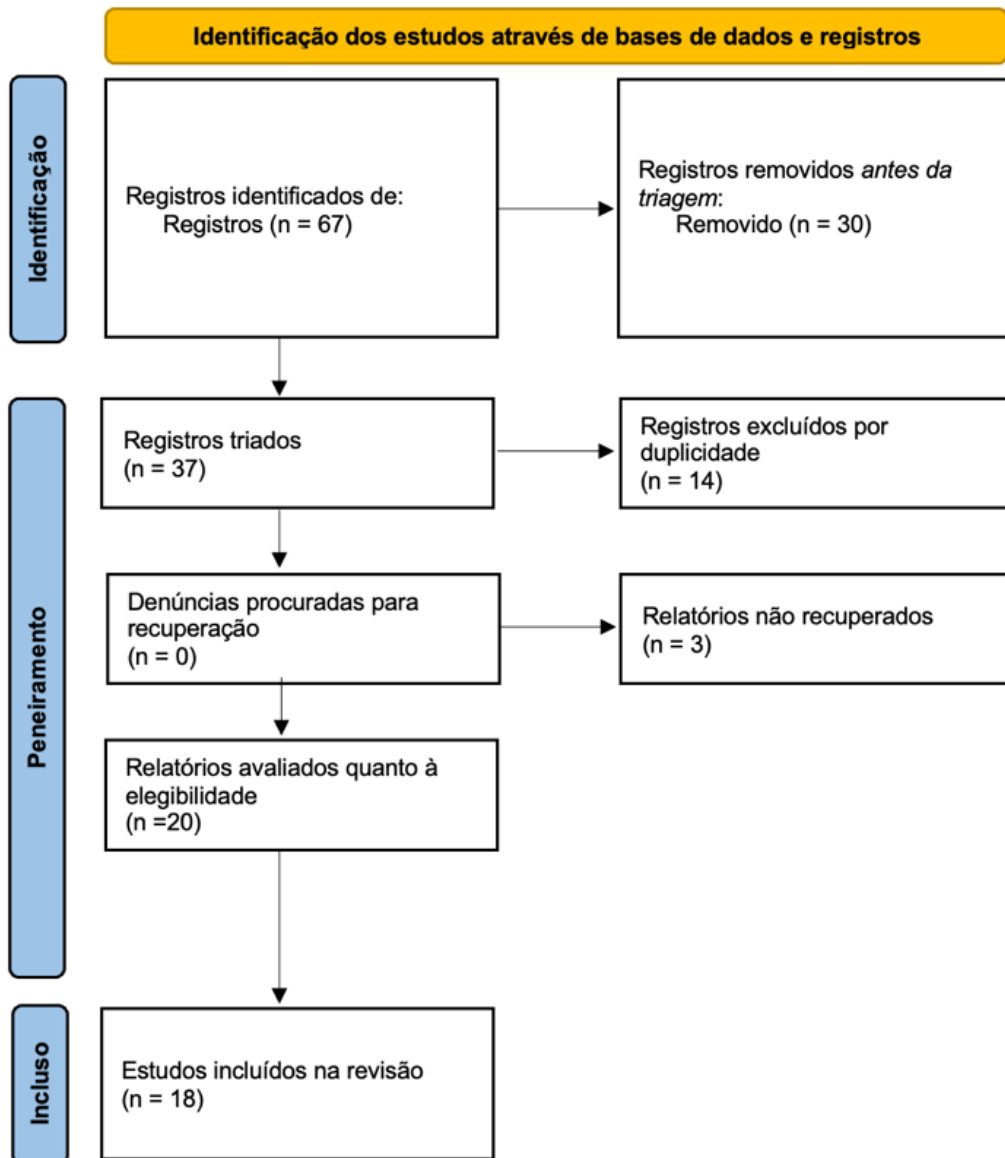 Identificação dos estudos através de bases de dados e registros
Identificação
Registros identificados de:
Registros (n = 67)
Registros removidos antes da
triagem:
Removido (n = 30)
Peneiramento
Registros triados
(n = 37)
Registros excluídos por
duplicidade
(n = 14)
Denúncias procuradas para
recuperação
(n = 0)
Relatórios não recuperados
(n = 3)
Relatórios avaliados quanto à
elegibilidade
(n =20)
Incluso
Estudos incluídos na revisão
(n = 18)